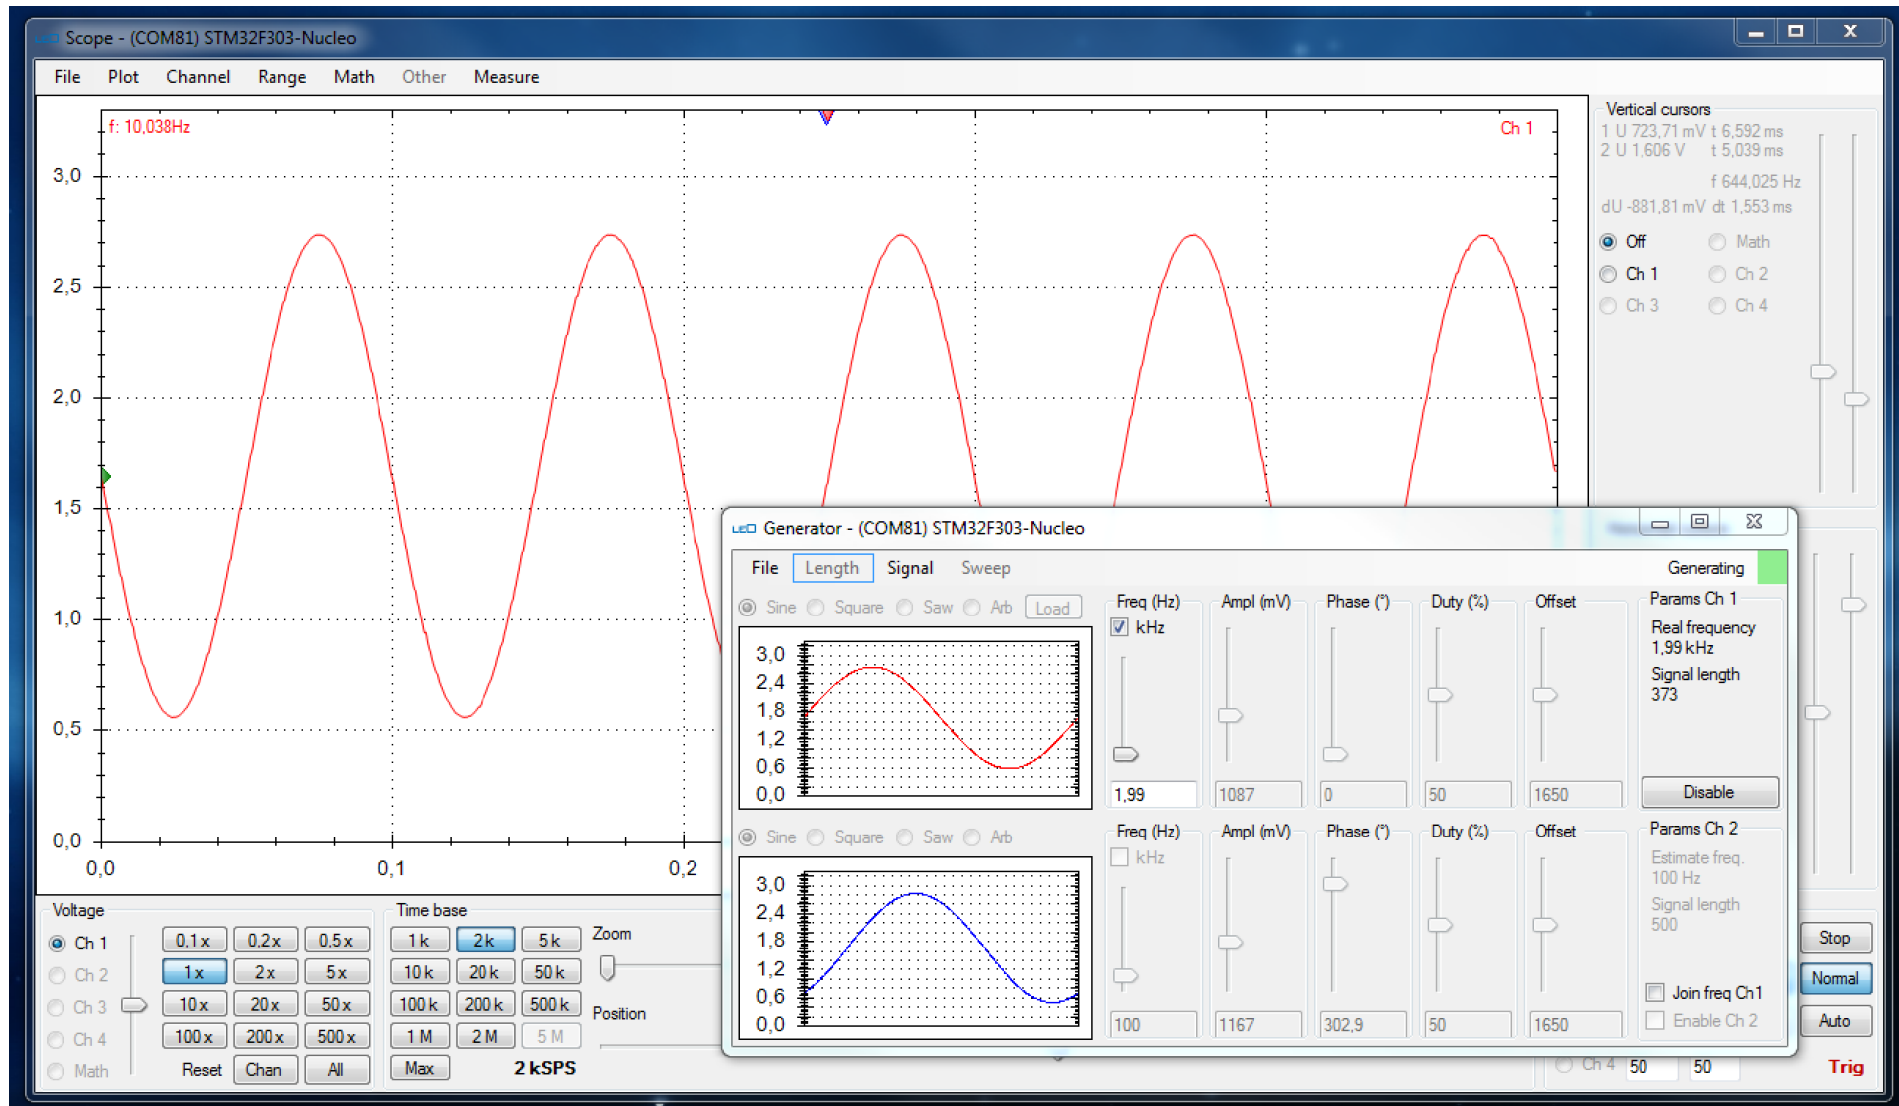 Scope - (COM81) STM32F303-Nucleo
File Plot Channel Range Math Other Measure
f: 10,038Hz
Ch 1
3,0
2,5
2,0
1,5
1,0
0,5
0,0
0,0 0,1 0,2
Vertical cursors
1 U 723,71 mV t 6,592 ms
2 U 1,606 V t 5,039 ms
f 644,025 Hz
dU -881,81 mV dt 1,553 ms
Off Math
Ch 1 Ch 2
Ch 3 Ch 4
Generator - (COM81) STM32F303-Nucleo
File Length Signal Sweep
Generating
Sine Square Saw Arb Load
3,0
2,4
1,8
1,2
0,6
0,0
Freq (Hz) Ampl (mV) Phase (°) Duty (%) Offset
kHz
1,99 1087 0 50 1650
Params Ch 1
Real frequency
1,99 kHz
Signal length
373
Disable
Sine Square Saw Arb
3,0
2,4
1,8
1,2
0,6
0,0
Freq (Hz) Ampl (mV) Phase (°) Duty (%) Offset
kHz
100 1167 302,9 50 1650
Params Ch 2
Estimate freq.
100 Hz
Signal length
500
Join freq Ch1
Enable Ch 2
Voltage
Ch 1 0.1 x 0.2x 0.5 x
Ch 2 1 x 2 x 5 x
Ch 3 10 x 20 x 50 x
Ch 4 100 x 200 x 500 x
Math Reset Chan All
Time base
1 k 2 k 5 k
10 k 20 k 50 k
100 k 200 k 500 k
1 M 2 M 5 M
Max 2 kSPS
Zoom
Position
Stop
Normal
Auto
Ch 4 50 50
Trig